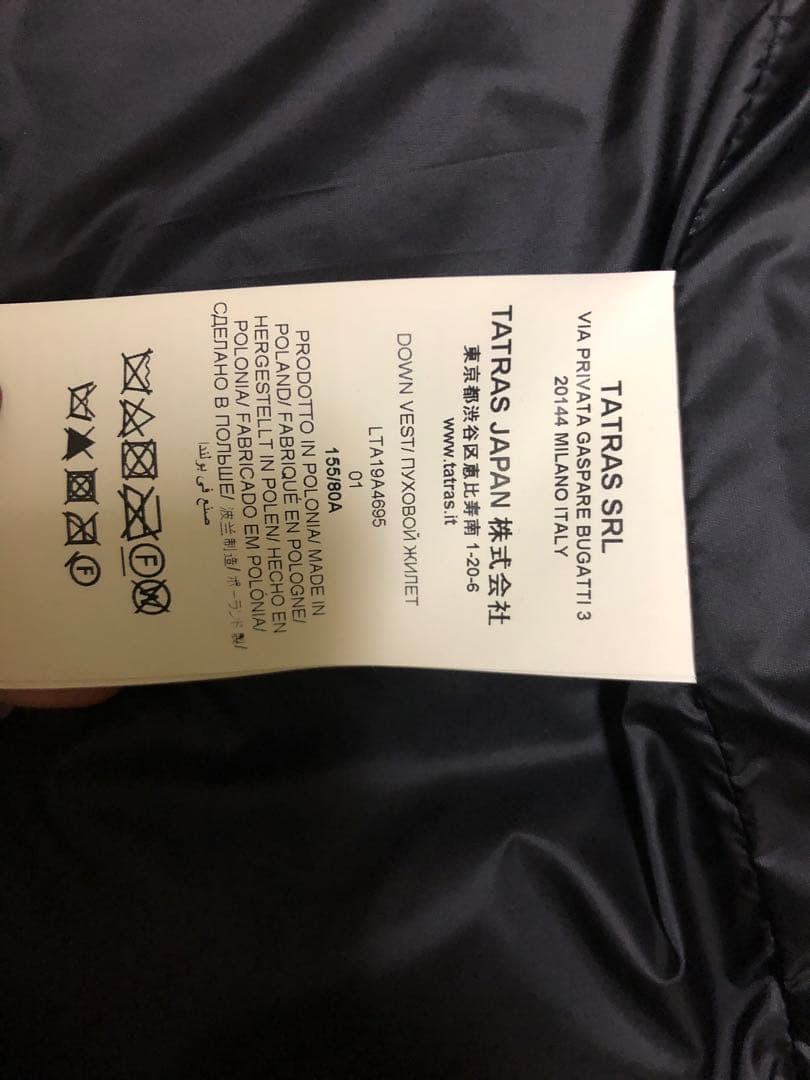 TATRAS SRL
VIA PRIVATA GASPARE BUGATTI 3
20144 MILANO ITALY
TATRAS JAPAN 株式会社
東京都渋谷区恵比寿南 1-20-6
www.tatras.it
DOWN VEST/ ПУХОВОЙ ЖИЛЕТ
LTA19A4695
01
155/80A
PRODOTTO IN POLONIA/ MADE IN
POLAND/ FABRIQUÉ EN POLOGNE/
HERGESTELLT IN POLEN/ HECHO EN
POLONIA/ FABRICADO EM POLÓNIA/
СДЕЛАНО В ПОЛЬШЕ/ 波兰制造/ ポーランド製/
صنع في بولندا
F W
F